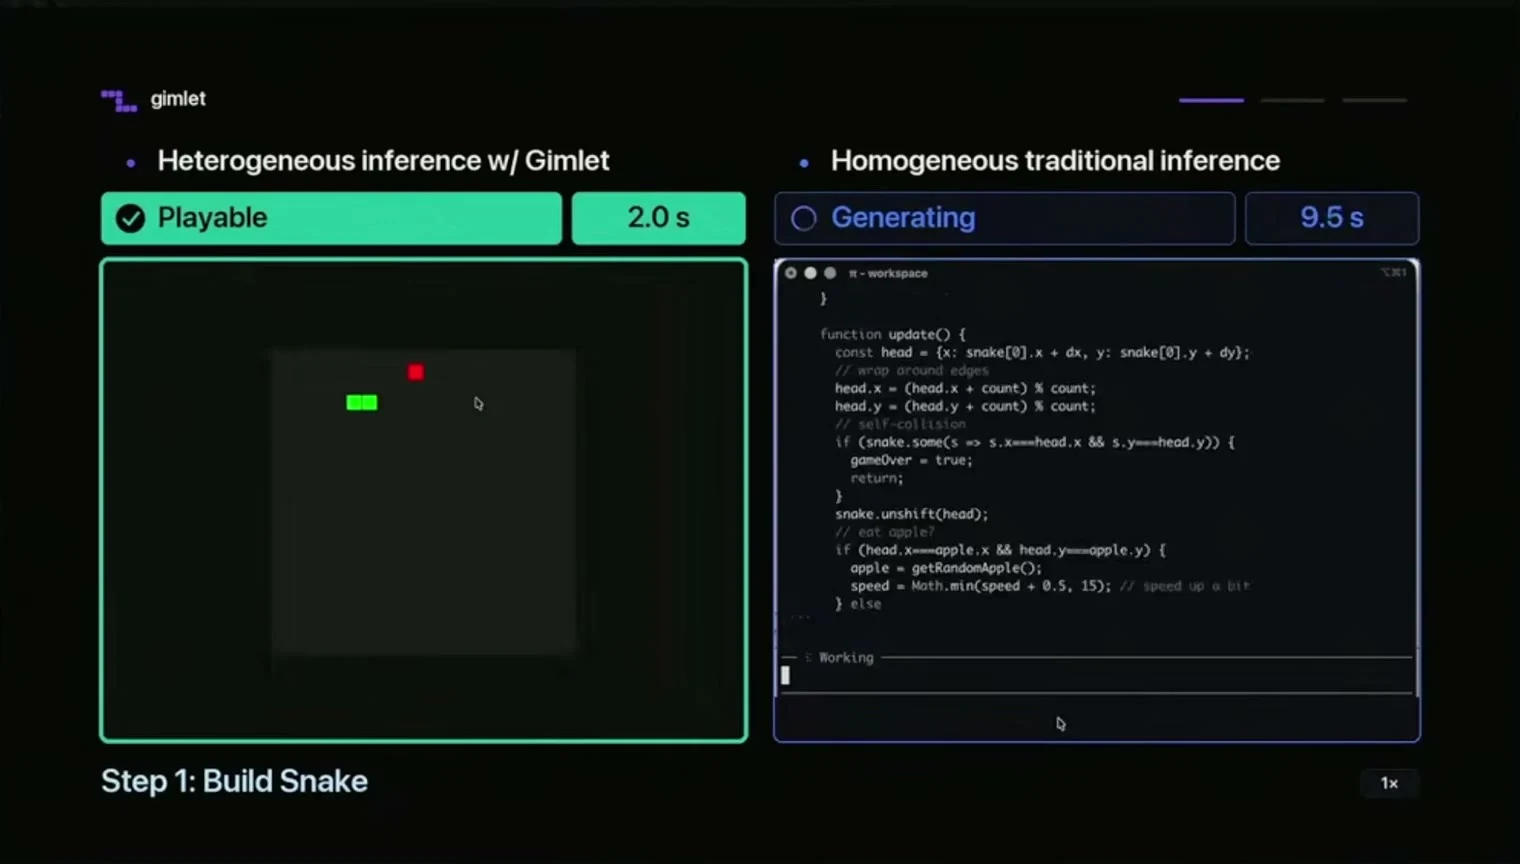 gimlet
Heterogeneous inference w/ Gimlet
Playable
2.0 s
Homogeneous traditional inference
Generating
9.5 s
π - workspace
⌥⌘1
}
function update() {
const head = {x: snake[0].x + dx, y: snake[0].y + dy};
// wrap around edges
head.x = (head.x + count) % count;
head.y = (head.y + count) % count;
// self-collision
if (snake.some(s => s.x===head.x && s.y===head.y)) {
gameOver = true;
return;
}
snake.unshift(head);
// eat apple?
if (head.x===apple.x && head.y===apple.y) {
apple = getRandomApple();
speed = Math.min(speed + 0.5, 15); // speed up a bit
} else
Working
Step 1: Build Snake
1×